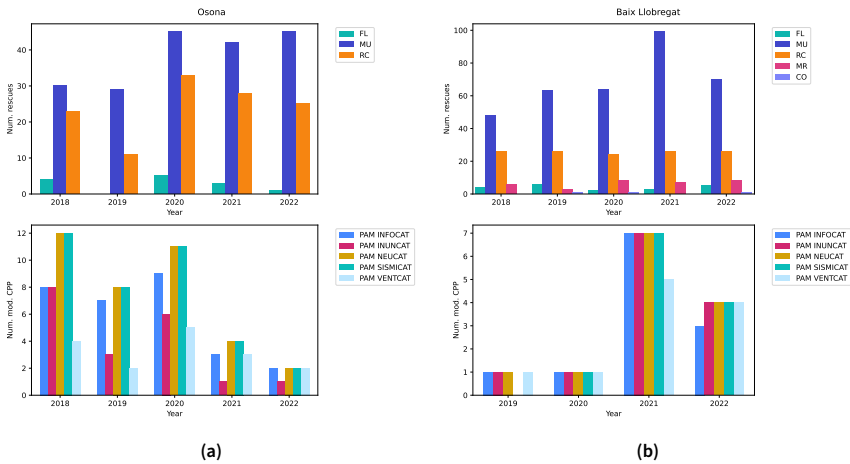 Osona
Num. rescues
40
30
20
10
0
2018 2019 2020 2021 2022
Year
FL
MU
RC
Baix Llobregat
Num. rescues
100
80
60
40
20
0
2018 2019 2020 2021 2022
Year
FL
MU
RC
MR
CO
Num. mod. CPP
12
10
8
6
4
2
0
2018 2019 2020 2021 2022
Year
PAM INFOCAT
PAM INUNCAT
PAM NEUCAT
PAM SISMICAT
PAM VENTCAT
Num. mod. CPP
7
6
5
4
3
2
1
0
2019 2020 2021 2022
Year
PAM INFOCAT
PAM INUNCAT
PAM NEUCAT
PAM SISMICAT
PAM VENTCAT
(a)
(b)